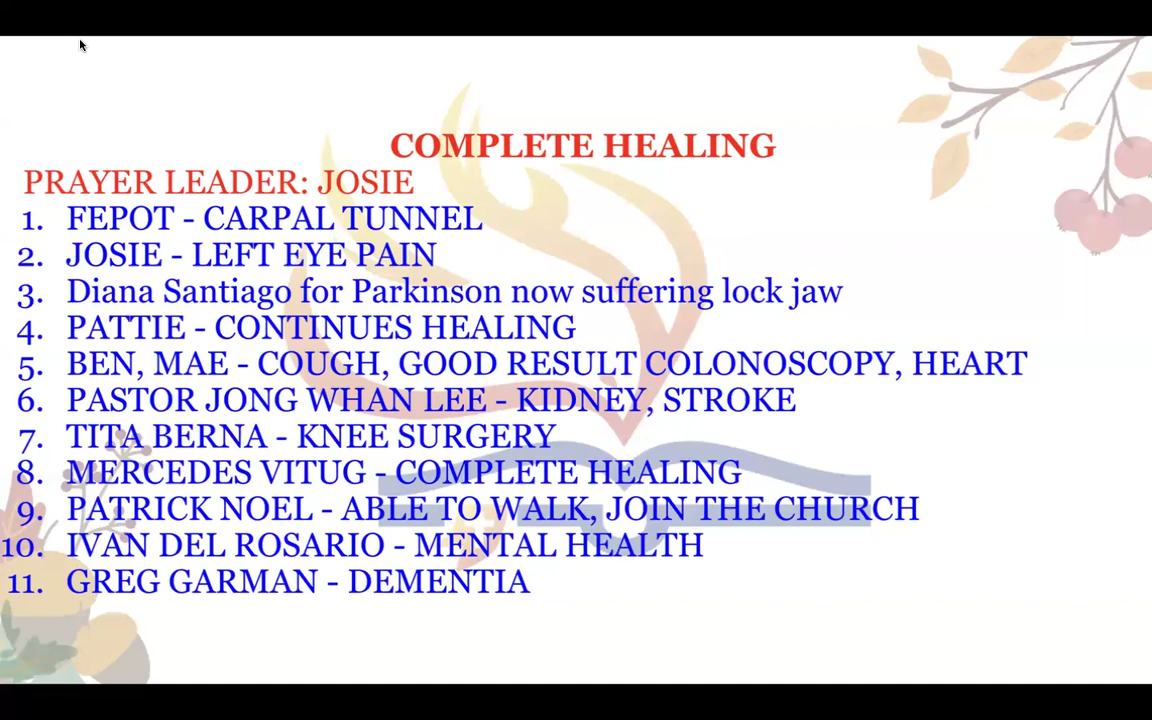 COMPLETE HEALING
PRAYER LEADER: JOSIE
1. FEPOT - CARPAL TUNNEL
2. JOSIE - LEFT EYE PAIN
3. Diana Santiago for Parkinson now suffering lock jaw
4. PATTIE - CONTINUES HEALING
5. BEN, MAE - COUGH, GOOD RESULT COLONOSCOPY, HEART
6. PASTOR JONG WHAN LEE - KIDNEY, STROKE
7. TITA BERNA - KNEE SURGERY
8. MERCEDES VITUG - COMPLETE HEALING
9. PATRICK NOEL - ABLE TO WALK, JOIN THE CHURCH
10. IVAN DEL ROSARIO - MENTAL HEALTH
11. GREG GARMAN - DEMENTIA